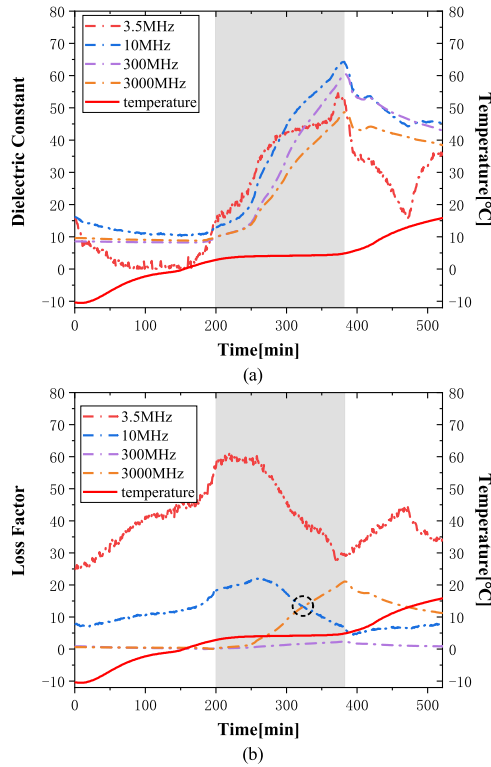 (a)
80
70
60
50
40
30
20
10
0
−10
Dielectric Constant
3.5MHz
10MHz
300MHz
3000MHz
temperature
80
70
60
50
40
30
20
10
0
−10
Temperature[°C]
0 100 200 300 400 500
Time[min]
(a)
80
70
60
50
40
30
20
10
0
−10
Loss Factor
3.5MHz
10MHz
300MHz
3000MHz
temperature
80
70
60
50
40
30
20
10
0
−10
Temperature[°C]
0 100 200 300 400 500
Time[min]
(b)